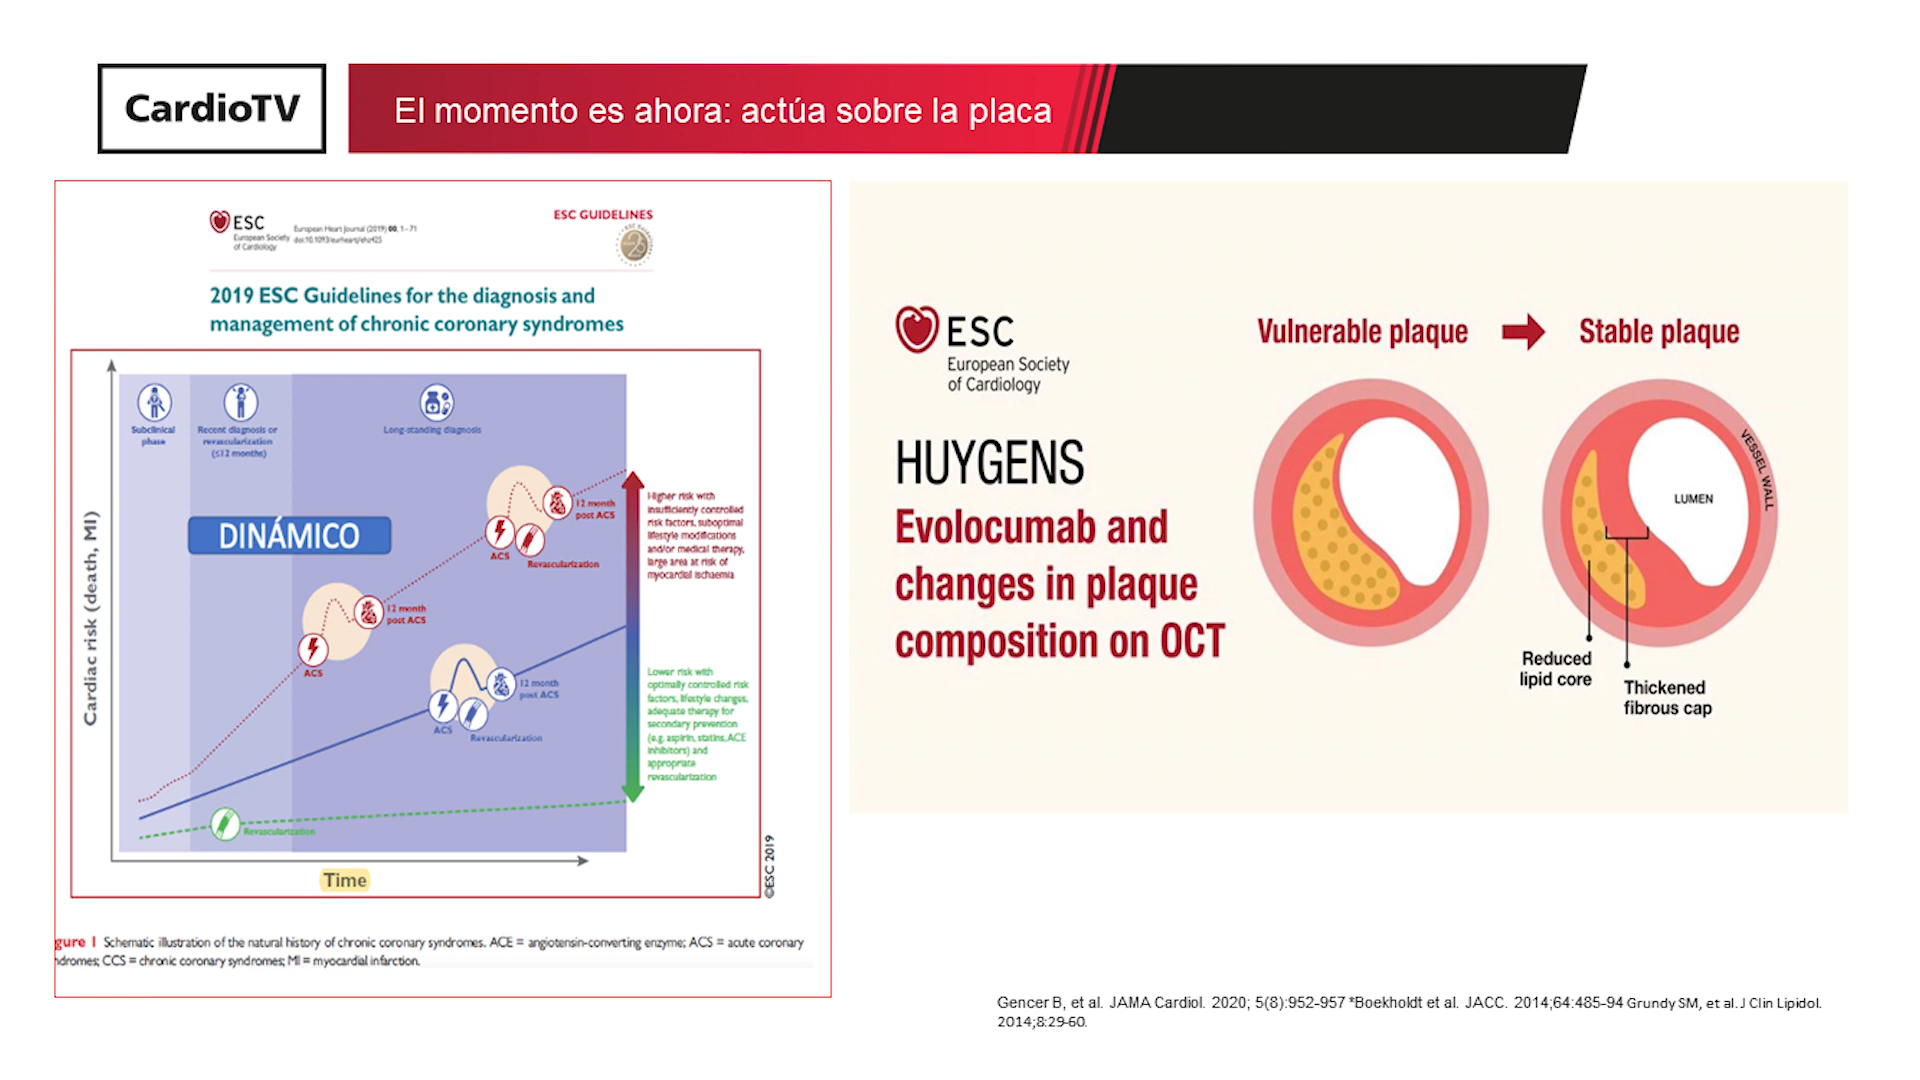 CardioTV
El momento es ahora: actúa sobre la placa
ESC
European Society
of Cardiology
European Heart Journal (2019) 00, 1–71
doi:10.1093/eurheartj/ehz425
ESC GUIDELINES
2019 ESC Guidelines for the diagnosis and
management of chronic coronary syndromes
Cardiac risk (death, MI)
Subclinical
phase
Recent diagnosis or
revascularization
(≤12 months)
Long-standing diagnosis
DINÁMICO
12 month
post ACS
ACS
Revascularization
12 month
post ACS
ACS
12 month
post ACS
ACS
Revascularization
Revascularization
Higher risk with
insufficiently controlled
risk factors, suboptimal
lifestyle modifications
and/or medical therapy,
large area at risk of
myocardial ischaemia
Lower risk with
optimally controlled risk
factors, lifestyle changes,
adequate therapy for
secondary prevention
(e.g. aspirin, statins, ACE
inhibitors) and
appropriate
revascularization
Time
©ESC 2019
gure 1 Schematic illustration of the natural history of chronic coronary syndromes. ACE = angiotensin-converting enzyme; ACS = acute coronary
ndromes; CCS = chronic coronary syndromes; MI = myocardial infarction.
ESC
European Society
of Cardiology
HUYGENS
Evolocumab and
changes in plaque
composition on OCT
Vulnerable plaque
Stable plaque
VESSEL WALL
LUMEN
Reduced
lipid core
Thickened
fibrous cap
Gencer B, et al. JAMA Cardiol. 2020; 5(8):952-957 *Boekholdt et al. JACC. 2014;64:485-94 Grundy SM, et al. J Clin Lipidol.
2014;8:29-60.